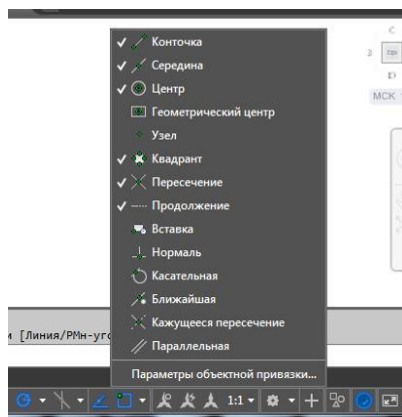 С
Конточка
Середина
З
Центр
МСК
Геометрический центр
Узел
Квадрант
Пересечение
Продолжение
Вставка
Нормаль
Касательная
Ближайшая
Кажущееся пересечение
и [Линия/РМн-уго
Параллельная
Параметры объектной привязки...
1:1